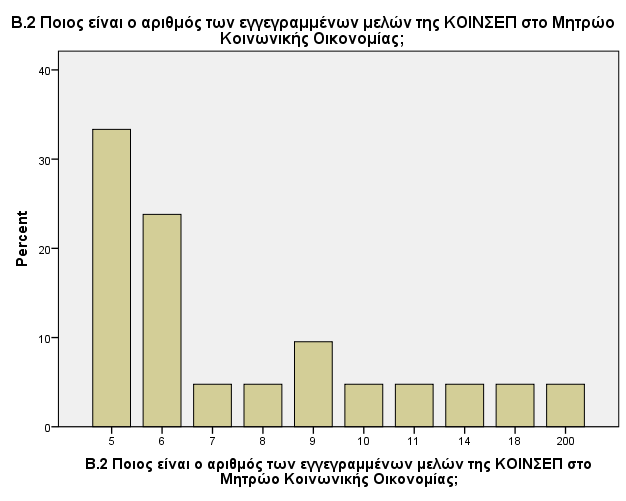 Β.2 Ποιος είναι ο αριθμός των εγγεγραμμένων μελών της ΚΟΙΝΣΕΠ στο Μητρώο
Κοινωνικής Οικονομίας;
40
30
20
10
0
Percent
5 6 7 8 9 10 11 14 18 200
Β.2 Ποιος είναι ο αριθμός των εγγεγραμμένων μελών της ΚΟΙΝΣΕΠ στο
Μητρώο Κοινωνικής Οικονομίας;